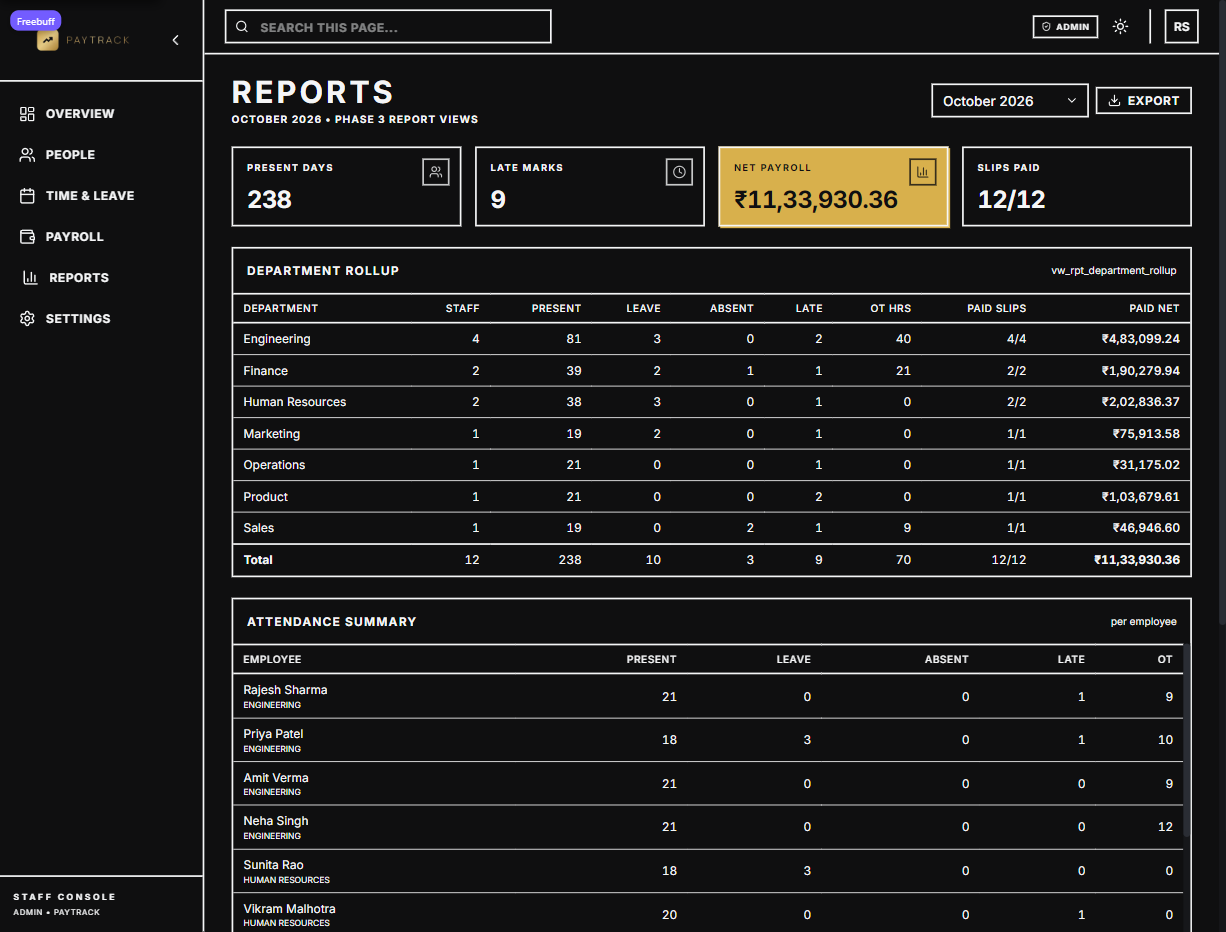 Freebuff
PAYTRACK
SEARCH THIS PAGE...
ADMIN
RS
OVERVIEW
PEOPLE
TIME & LEAVE
PAYROLL
REPORTS
SETTINGS
STAFF CONSOLE
ADMIN • PAYTRACK
REPORTS
OCTOBER 2026 • PHASE 3 REPORT VIEWS
October 2026
EXPORT
PRESENT DAYS
238
LATE MARKS
9
NET PAYROLL
₹11,33,930.36
SLIPS PAID
12/12
DEPARTMENT ROLLUP vw_rpt_department_rollup
DEPARTMENT STAFF PRESENT LEAVE ABSENT LATE OT HRS PAID SLIPS PAID NET
Engineering 4 81 3 0 2 40 4/4 ₹4,83,099.24
Finance 2 39 2 1 1 21 2/2 ₹1,90,279.94
Human Resources 2 38 3 0 1 0 2/2 ₹2,02,836.37
Marketing 1 19 2 0 1 0 1/1 ₹75,913.58
Operations 1 21 0 0 1 0 1/1 ₹31,175.02
Product 1 21 0 0 2 0 1/1 ₹1,03,679.61
Sales 1 19 0 2 1 9 1/1 ₹46,946.60
Total 12 238 10 3 9 70 12/12 ₹11,33,930.36
ATTENDANCE SUMMARY per employee
EMPLOYEE PRESENT LEAVE ABSENT LATE OT
Rajesh Sharma 21 0 0 1 9
ENGINEERING
Priya Patel 18 3 0 1 10
ENGINEERING
Amit Verma 21 0 0 0 9
ENGINEERING
Neha Singh 21 0 0 0 12
ENGINEERING
Sunita Rao 18 3 0 0 0
HUMAN RESOURCES
Vikram Malhotra 20 0 0 1 0
HUMAN RESOURCES